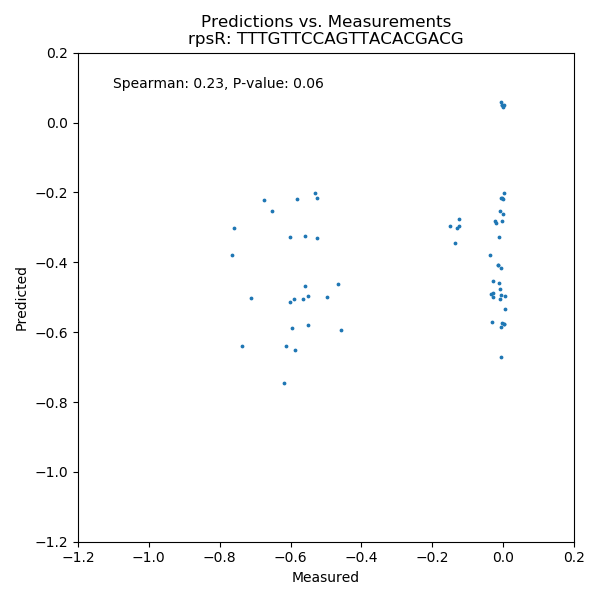 Predictions vs. Measurements
rpsR: TTTGTTCCAGTTACACGACG
Spearman: 0.23, P-value: 0.06
0.2
0.0
−0.2
−0.4
−0.6
−0.8
−1.0
−1.2
Predicted
−1.2 −1.0 −0.8 −0.6 −0.4 −0.2 0.0 0.2
Measured